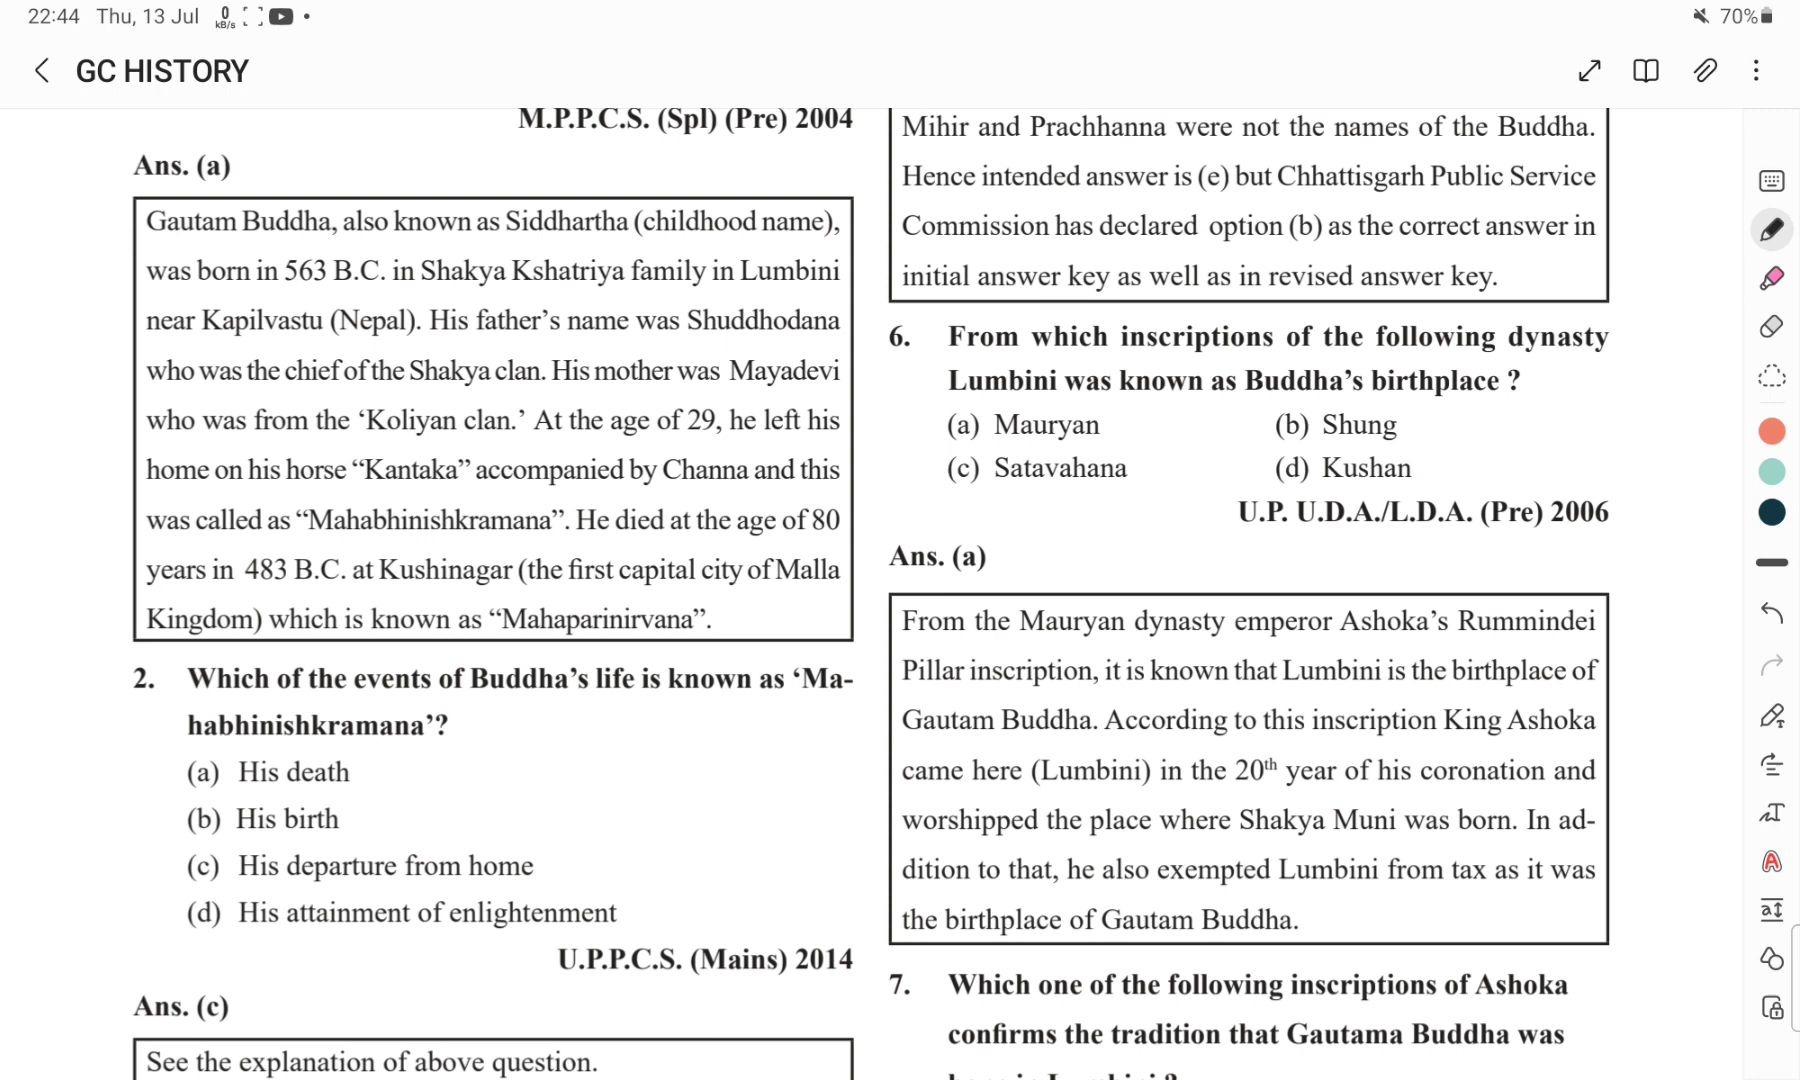 22:44 Thu, 13 Jul 0 kB/s 70%
GC HISTORY
M.P.P.C.S. (Spl) (Pre) 2004
Ans. (a)
Gautam Buddha, also known as Siddhartha (childhood name),
was born in 563 B.C. in Shakya Kshatriya family in Lumbini
near Kapilvastu (Nepal). His father’s name was Shuddhodana
who was the chief of the Shakya clan. His mother was Mayadevi
who was from the ‘Koliyan clan.’ At the age of 29, he left his
home on his horse “Kantaka” accompanied by Channa and this
was called as “Mahabhinishkramana”. He died at the age of 80
years in 483 B.C. at Kushinagar (the first capital city of Malla
Kingdom) which is known as “Mahaparinirvana”.
2. Which of the events of Buddha’s life is known as ‘Ma-
habhinishkramana’?
(a) His death
(b) His birth
(c) His departure from home
(d) His attainment of enlightenment
U.P.P.C.S. (Mains) 2014
Ans. (c)
See the explanation of above question.
Mihir and Prachhanna were not the names of the Buddha.
Hence intended answer is (e) but Chhattisgarh Public Service
Commission has declared option (b) as the correct answer in
initial answer key as well as in revised answer key.
6. From which inscriptions of the following dynasty
Lumbini was known as Buddha’s birthplace ?
(a) Mauryan (b) Shung
(c) Satavahana (d) Kushan
U.P. U.D.A./L.D.A. (Pre) 2006
Ans. (a)
From the Mauryan dynasty emperor Ashoka’s Rummindei
Pillar inscription, it is known that Lumbini is the birthplace of
Gautam Buddha. According to this inscription King Ashoka
came here (Lumbini) in the 20th year of his coronation and
worshipped the place where Shakya Muni was born. In ad-
dition to that, he also exempted Lumbini from tax as it was
the birthplace of Gautam Buddha.
7. Which one of the following inscriptions of Ashoka
confirms the tradition that Gautama Buddha was